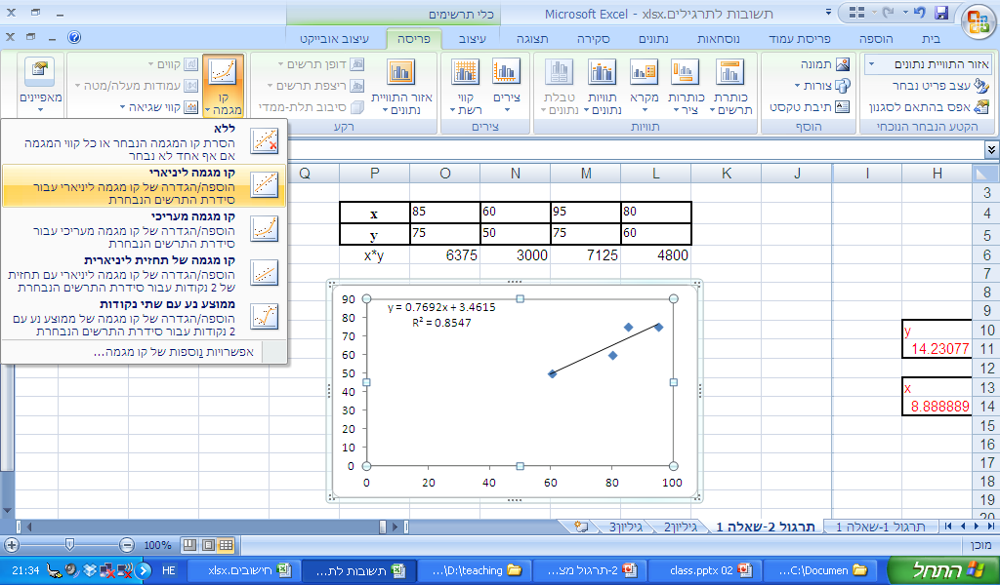 תשובות לתרגילים.xlsx - Microsoft Excel
כלי תרשימים
בית
הוספה
פריסת עמוד
נוסחאות
נתונים
סקירה
תצוגה
עיצוב
פריסה
עיצוב אובייקט
אזור התוויית נתונים
עצב פריט נבחר
אפס בהתאם לסגנון
הקטע הנבחר הנוכחי
תמונה
צורות
תיבת טקסט
הוסף
כותרת תרשים
כותרות ציר
מקרא
תוויות נתונים
טבלת נתונים
תוויות
צירים
קווי רשת
צירים
אזור התוויית נתונים
דופן תרשים
ריצפת תרשים
סיבוב תלת-ממדי
רקע
קו מגמה
קווים
עמודות מעלה/מטה
קווי שגיאה
מאפיינים
ללא
הסרת קו המגמה הנבחר או כל קווי המגמה
אם אף אחד לא נבחר
קו מגמה ליניארי
הוספה/הגדרה של קו מגמה ליניארי עבור
סידרת התרשים הנבחרת
קו מגמה מעריכי
הוספה/הגדרה של קו מגמה מעריכי עבור
סידרת התרשים הנבחרת
קו מגמה של תחזית ליניארית
הוספה/הגדרה של קו מגמה ליניארי עם תחזית
של 2 נקודות עבור סידרת התרשים הנבחרת
ממוצע נע עם שתי נקודות
הוספה/הגדרה של קו מגמה של ממוצע נע עם
2 נקודות עבור סידרת התרשים הנבחרת
אפשרויות נוספות של קו מגמה...
Q P O N M L K J I H
3
4
5
6
7
8
9
10
11
12
13
14
15
16
17
18
19
20
x 85 60 95 80
y 75 50 75 60
x*y 6375 3000 7125 4800
y = 0.7692x + 3.4615
R² = 0.8547
90
80
70
60
50
40
30
20
10
0
0 20 40 60 80 100
y
14.23077
x
8.888889
תרגול 1-שאלה 1
תרגול 2-שאלה 1
גיליון2
גיליון3
מוכן
100%
התחל
C:\Documen...
class.pptx 02
2-תרגול מצ...
D:\teaching\...
תשובות לת...
חישובים.xlsx
HE
21:34